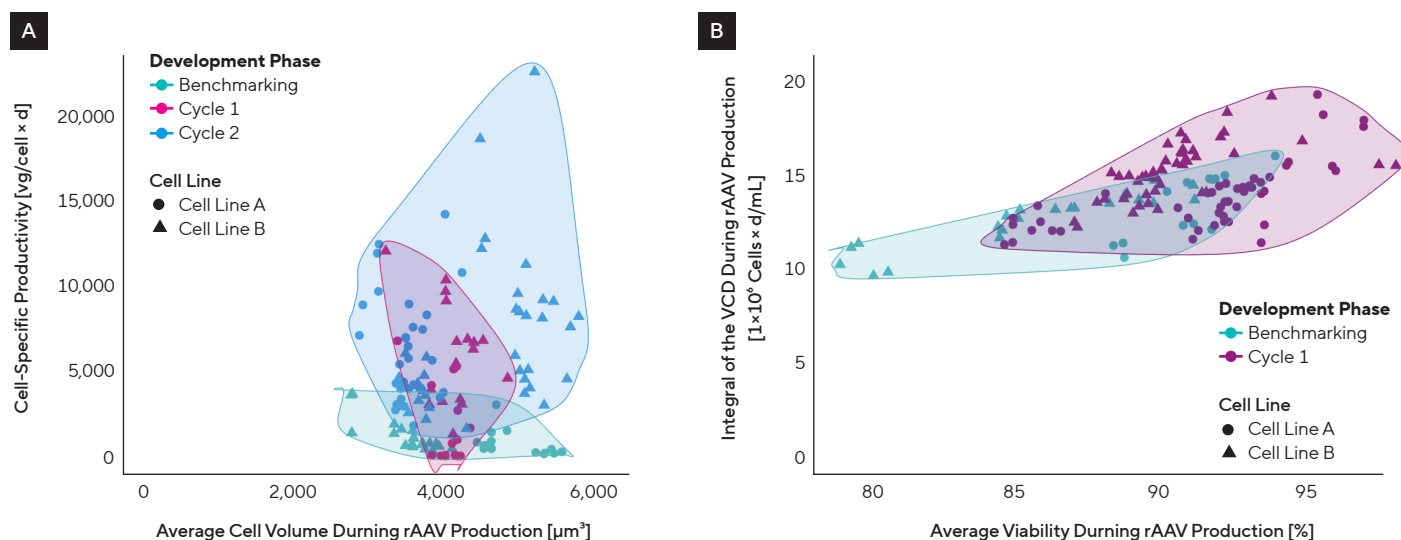 A
Development Phase
Benchmarking
Cycle 1
Cycle 2
Cell Line
Cell Line A
Cell Line B
Cell-Specific Productivity [vg/cell × d]
20,000
15,000
10,000
5,000
0
0
2,000
4,000
6,000
Average Cell Volume Durning rAAV Production [µm³]
B
Integral of the VCD During rAAV Production
[1×10⁶ Cells × d/mL]
20
15
10
5
0
80
85
90
95
Average Viability Durning rAAV Production [%]
Development Phase
Benchmarking
Cycle 1
Cell Line
Cell Line A
Cell Line B